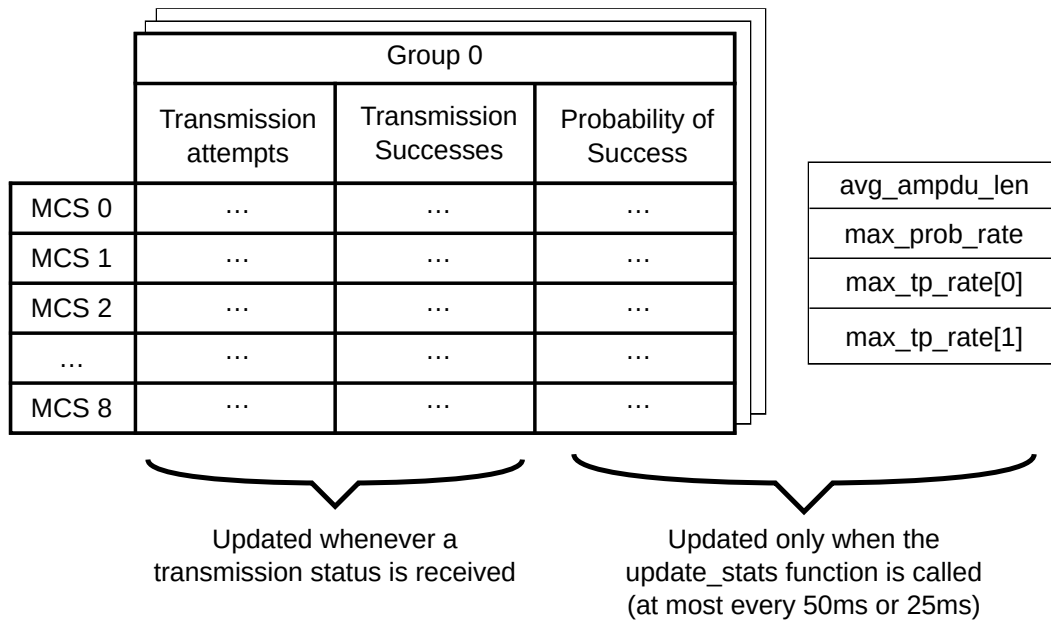 Group 0
Transmission
attempts
Transmission
Successes
Probability of
Success
MCS 0
...
...
...
MCS 1
...
...
...
MCS 2
...
...
...
...
...
...
...
MCS 8
...
...
...
avg_ampdu_len
max_prob_rate
max_tp_rate[0]
max_tp_rate[1]
Updated whenever a
transmission status is received
Updated only when the
update_stats function is called
(at most every 50ms or 25ms)